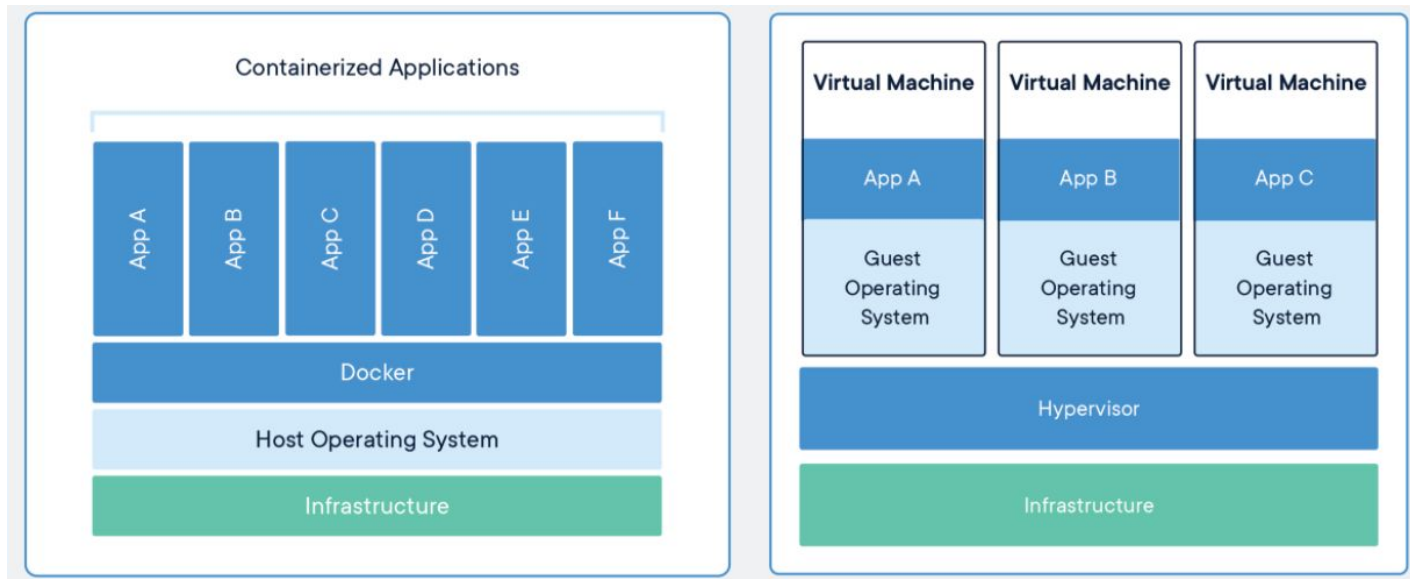 Containerized Applications
App A
App B
App C
App D
App E
App F
Docker
Host Operating System
Infrastructure
Virtual Machine
App A
Guest
Operating
System
Virtual Machine
App B
Guest
Operating
System
Virtual Machine
App C
Guest
Operating
System
Hypervisor
Infrastructure